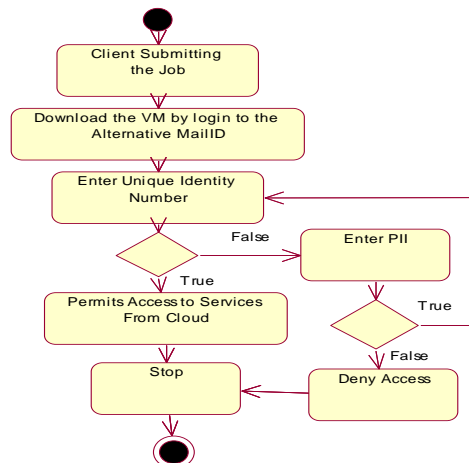 Client Submitting
the Job
Download the VM by login to the
Alternative MailID
Enter Unique Identity
Number
False
Enter PII
True
Permits Access to Services
From Cloud
True
False
Stop
Deny Access